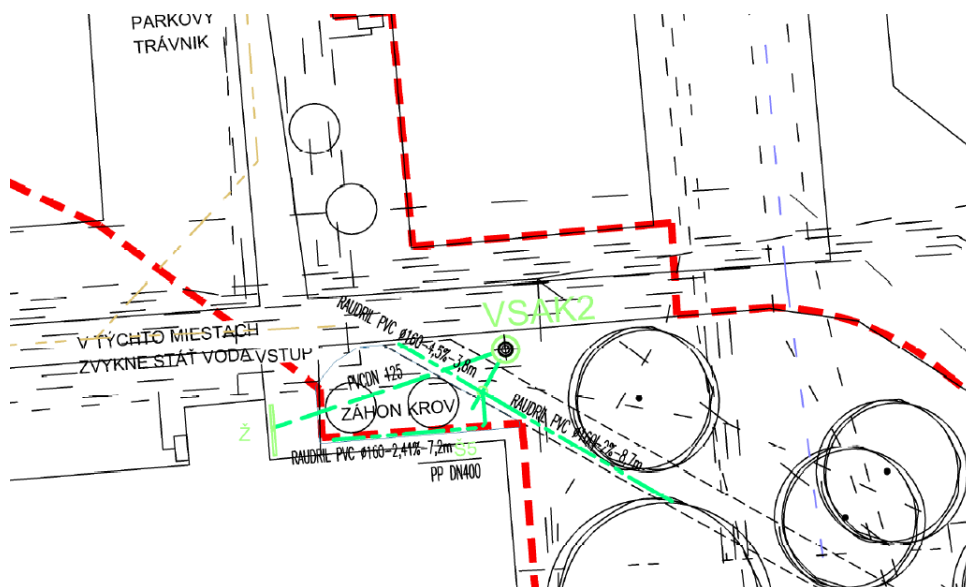 PARKOVÝ
TRÁVNIK
VSAK2
RAUDRIL PVC ø160-4,5%-3,8m
V TÝCHTO MIESTACH
ZVYKNE STÁŤ VODA
VSTUP
PVCDN 125
ZÁHON KROV
RAUDRIL PVC ø160-2%-8,7m
Ž
RAUDRIL PVC ø160-2,41%-7,2m
Š5
PP DN400